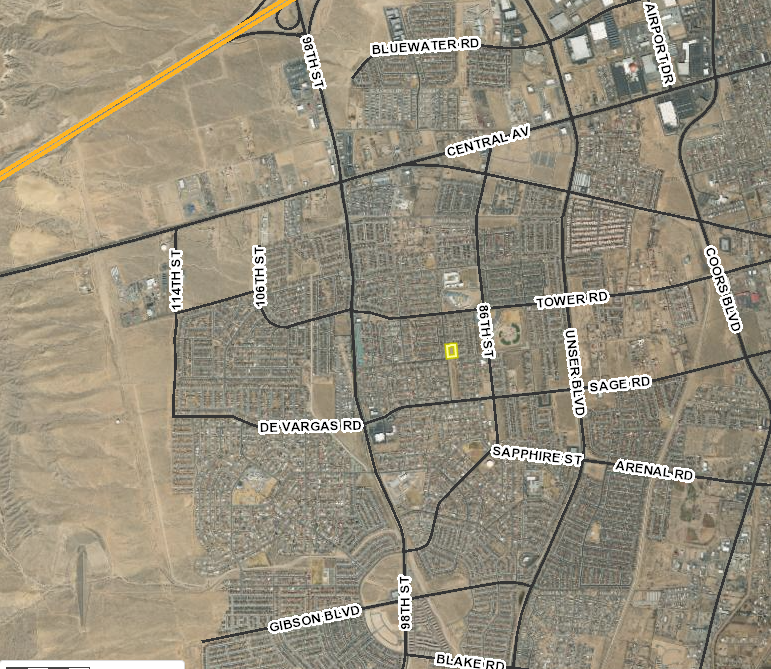 98TH ST
BLUEWATER RD
AIRPORT DR
CENTRAL AV
114TH ST
106TH ST
COORS BLVD
TOWER RD
86TH ST
UNSER BLVD
SAGE RD
DE VARGAS RD
SAPPHIRE ST
ARENAL RD
98TH ST
GIBSON BLVD
BLAKE RD